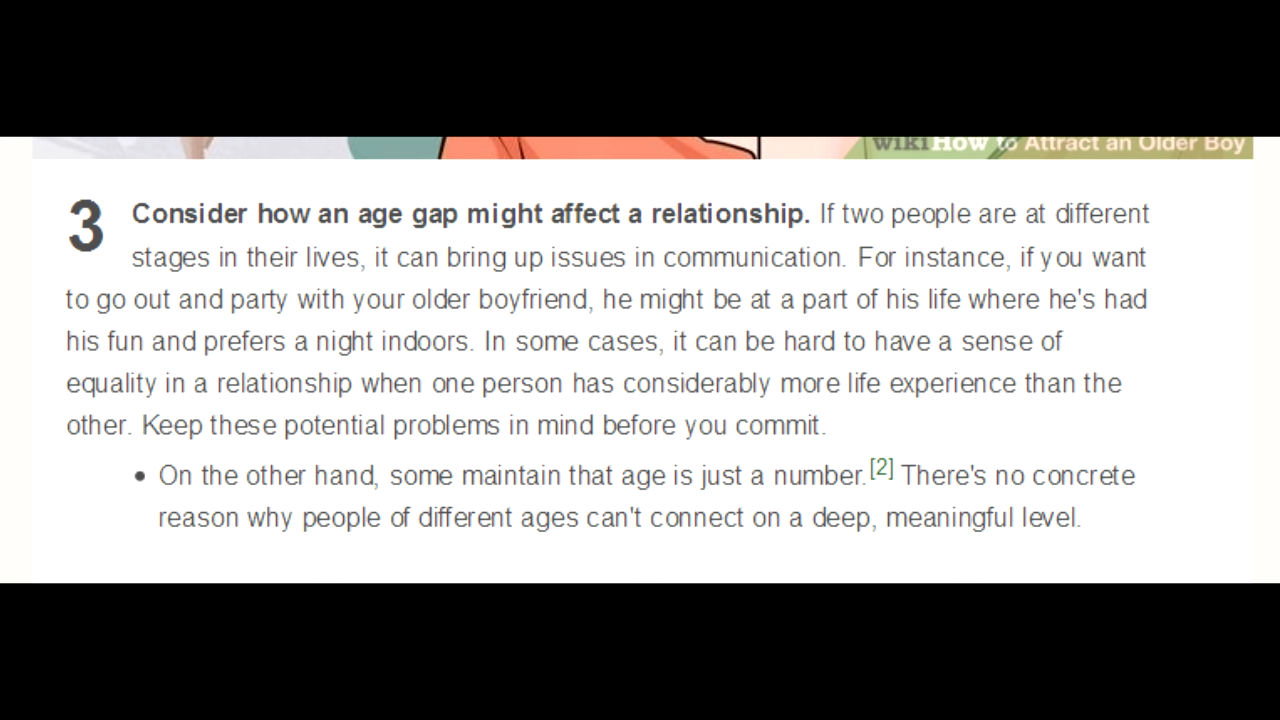 wikiHow to Attract an Older Boy
3 Consider how an age gap might affect a relationship. If two people are at different
stages in their lives, it can bring up issues in communication. For instance, if you want
to go out and party with your older boyfriend, he might be at a part of his life where he's had
his fun and prefers a night indoors. In some cases, it can be hard to have a sense of
equality in a relationship when one person has considerably more life experience than the
other. Keep these potential problems in mind before you commit.
• On the other hand, some maintain that age is just a number.[2] There's no concrete
reason why people of different ages can't connect on a deep, meaningful level.